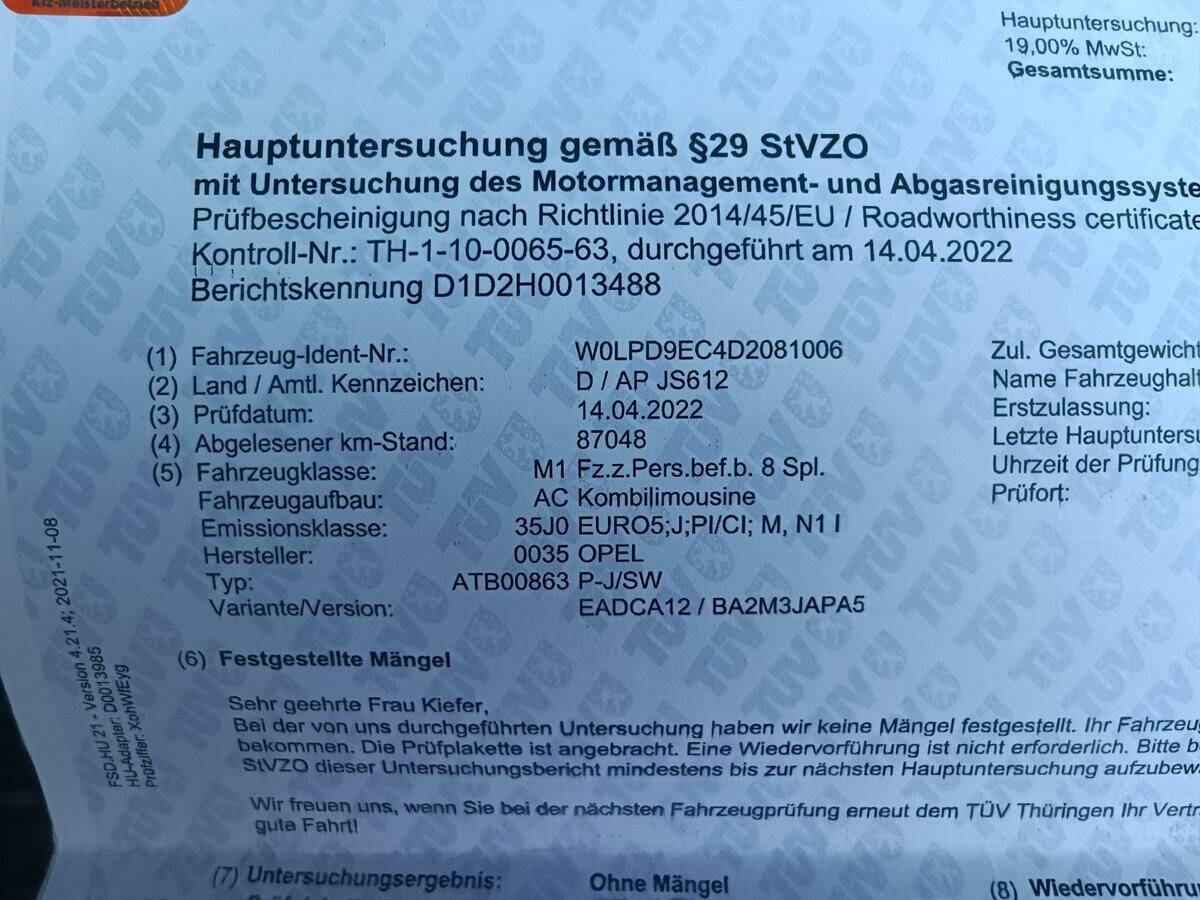 Kfz-Meisterbetrieb
Hauptuntersuchung:
19,00% MwSt:
Gesamtsumme:
Hauptuntersuchung gemäß §29 StVZO
mit Untersuchung des Motormanagement- und Abgasreinigungssyste
Prüfbescheinigung nach Richtlinie 2014/45/EU / Roadworthiness certificate
Kontroll-Nr.: TH-1-10-0065-63, durchgeführt am 14.04.2022
Berichtskennung D1D2H0013488
(1) Fahrzeug-Ident-Nr.: W0LPD9EC4D2081006 Zul. Gesamtgewicht
(2) Land / Amtl. Kennzeichen: D / AP JS612 Name Fahrzeughalt
(3) Prüfdatum: 14.04.2022 Erstzulassung:
(4) Abgelesener km-Stand: 87048 Letzte Hauptuntersu
(5) Fahrzeugklasse: M1 Fz.z.Pers.bef.b. 8 Spl. Uhrzeit der Prüfung
Fahrzeugaufbau: AC Kombilimousine Prüfort:
Emissionsklasse: 35J0 EURO5;J;PI/CI; M, N1 I
Hersteller: 0035 OPEL
Typ: ATB00863 P-J/SW
Variante/Version: EADCA12 / BA2M3JAPA5
(6) Festgestellte Mängel
Sehr geehrte Frau Kiefer,
Bei der von uns durchgeführten Untersuchung haben wir keine Mängel festgestellt. Ihr Fahrzeug
bekommen. Die Prüfplakette ist angebracht. Eine Wiedervorführung ist nicht erforderlich. Bitte b
StVZO dieser Untersuchungsbericht mindestens bis zur nächsten Hauptuntersuchung aufzubew
Wir freuen uns, wenn Sie bei der nächsten Fahrzeugprüfung erneut dem TÜV Thüringen Ihr Vertr
gute Fahrt!
(7) Untersuchungsergebnis: Ohne Mängel (8) Wiedervorführu
FSD.HU 21 - Version 4.21.4; 2021-11-08
HU-Adapter: D0013985
Prüfziffer: XohWfEyg
TÜV